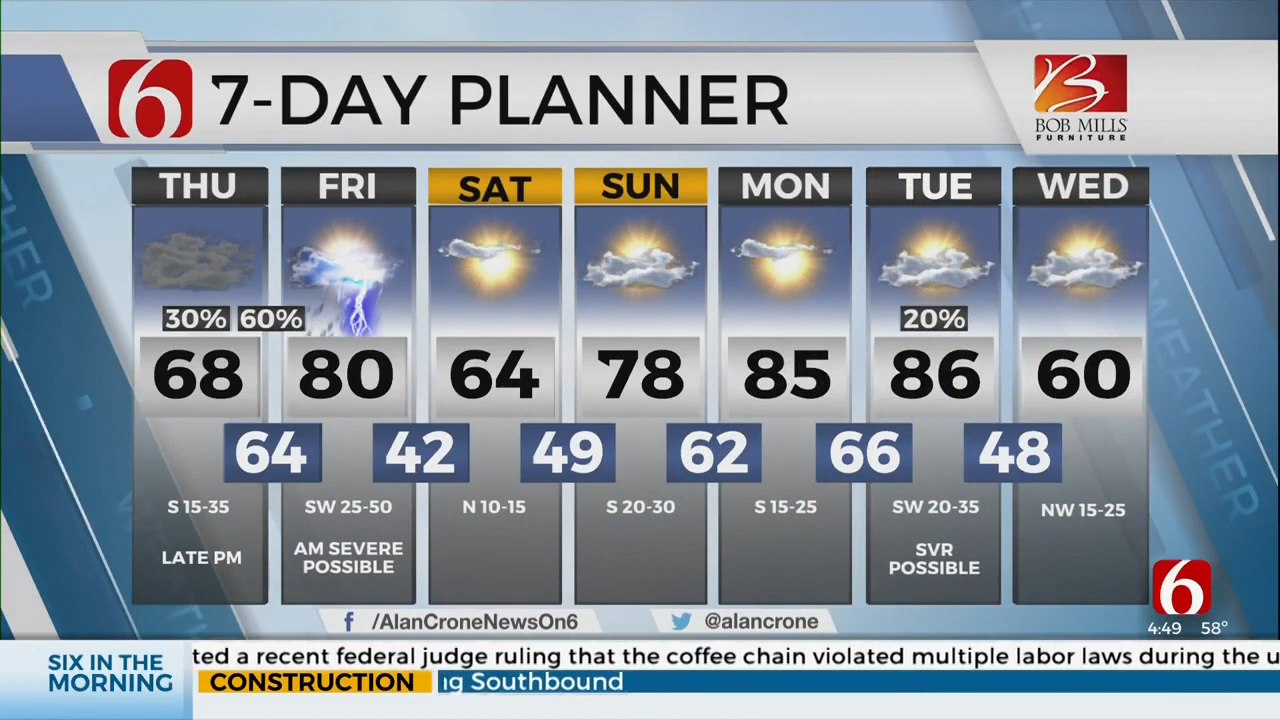 6 7-DAY PLANNER
B
BOB MILLS
FURNITURE
THU FRI SAT SUN MON TUE WED
30% 60% 20%
68 80 64 78 85 86 60
64 42 49 62 66 48
S 15-35 SW 25-50 N 10-15 S 20-30 S 15-25 SW 20-35 NW 15-25
LATE PM AM SEVERE POSSIBLE SVR POSSIBLE
f /AlanCroneNewsOn6 @alancrone
6
4:49 58°
SIX IN THE
MORNING
ted a recent federal judge ruling that the coffee chain violated multiple labor laws during the u
CONSTRUCTION ng Southbound
WEATHER